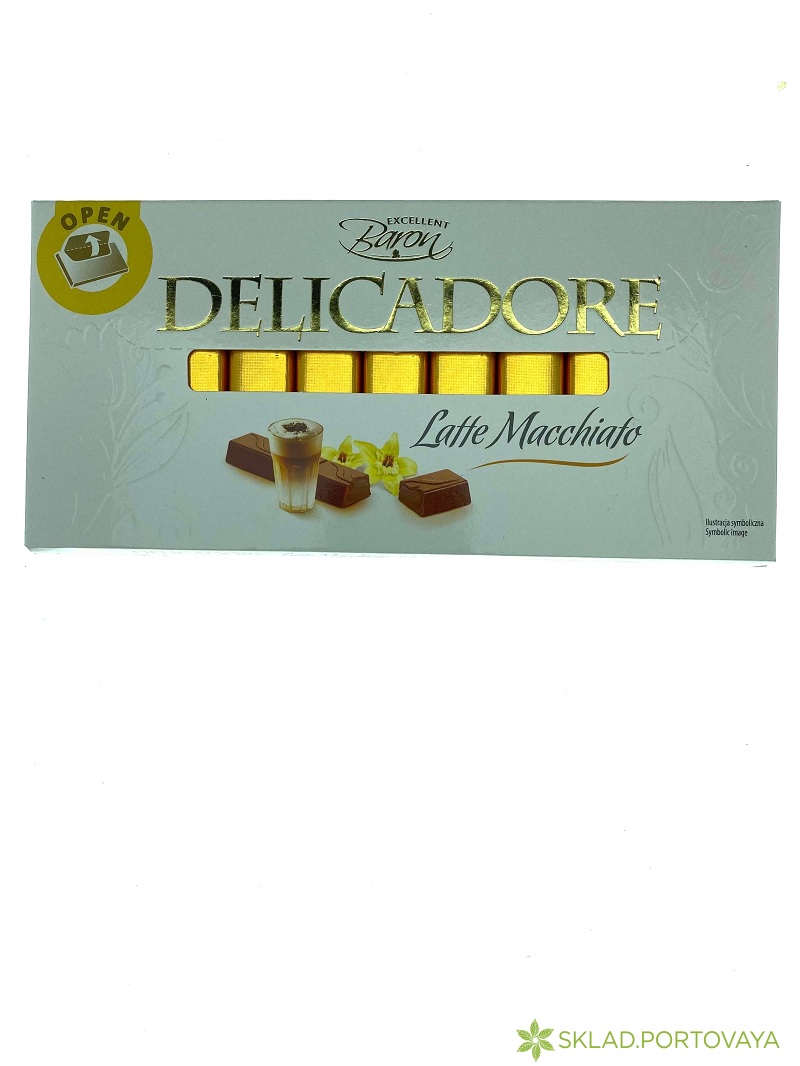 OPEN
EXCELLENT
Baron
DELICADORE
Latte Macchiato
Ilustracja symboliczna
Symbolic image
SKLAD.PORTOVAYA